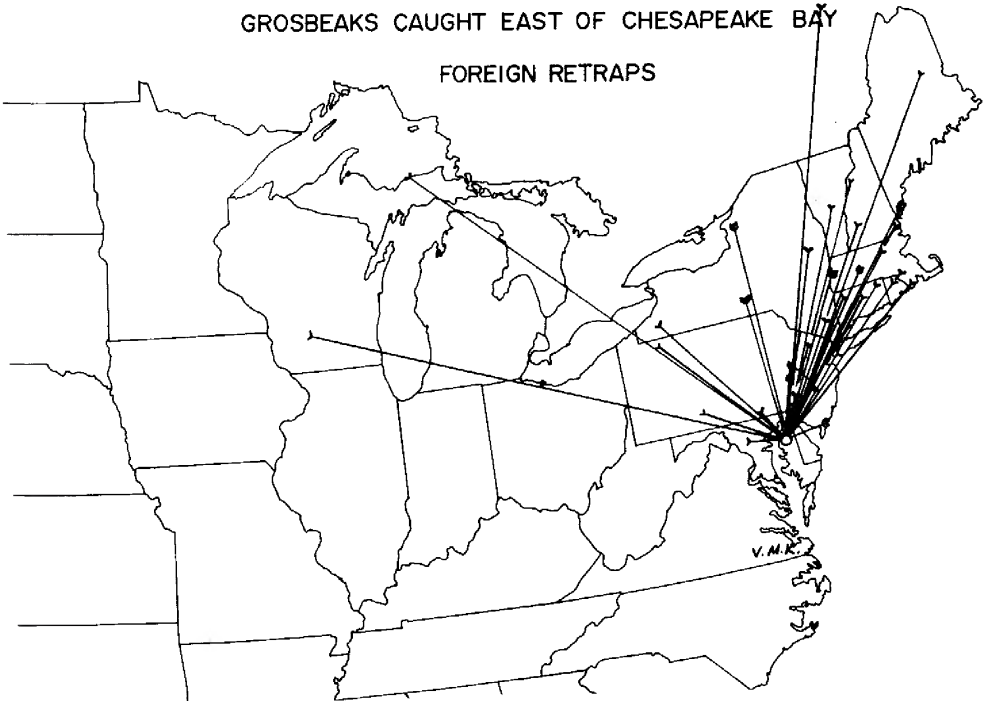 GROSBEAKS CAUGHT EAST OF CHESAPEAKE BAY
FOREIGN RETRAPS
V.M.K.